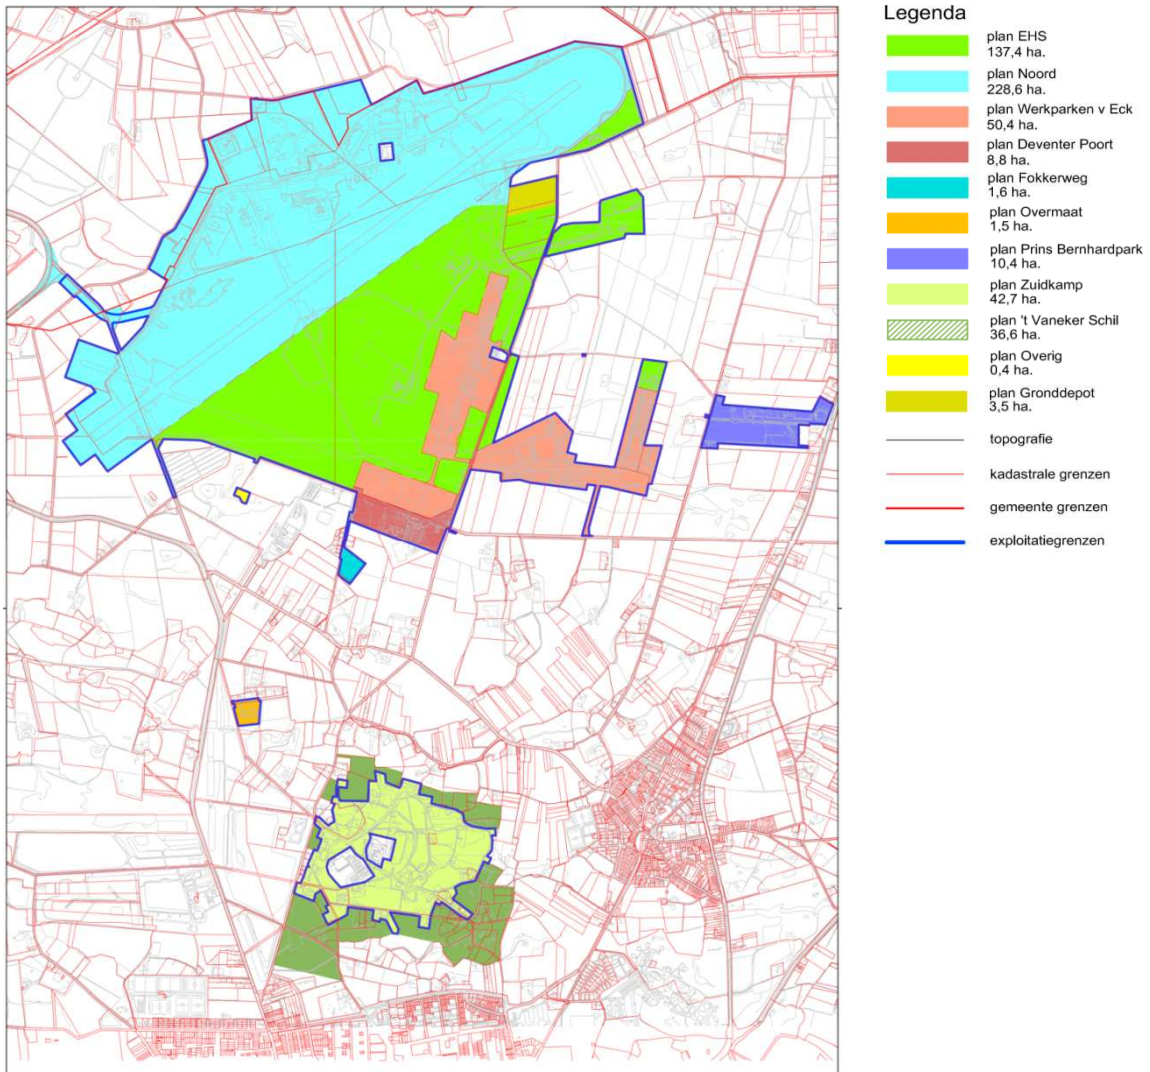 Legenda
plan EHS
137,4 ha.
plan Noord
228,6 ha.
plan Werkparken v Eck
50,4 ha.
plan Deventer Poort
8,8 ha.
plan Fokkerweg
1,6 ha.
plan Overmaat
1,5 ha.
plan Prins Bernhardpark
10,4 ha.
plan Zuidkamp
42,7 ha.
plan 't Vaneker Schil
36,6 ha.
plan Overig
0,4 ha.
plan Gronddepot
3,5 ha.
topografie
kadastrale grenzen
gemeente grenzen
exploitatiegrenzen